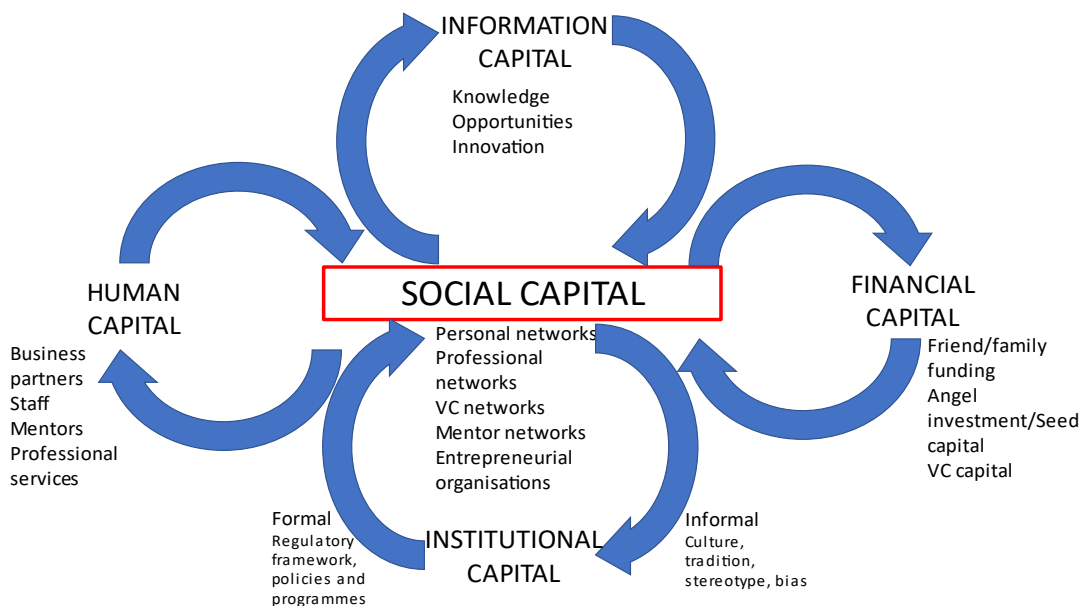 INFORMATION
CAPITAL
Knowledge
Opportunities
Innovation
HUMAN
CAPITAL
Business
partners
Staff
Mentors
Professional
services
SOCIAL CAPITAL
Personal networks
Professional
networks
VC networks
Mentor networks
Entrepreneurial
organisations
FINANCIAL
CAPITAL
Friend/family
funding
Angel
investment/Seed
capital
VC capital
Formal
Regulatory
framework,
policies and
programmes
INSTITUTIONAL
CAPITAL
Informal
Culture,
tradition,
stereotype, bias